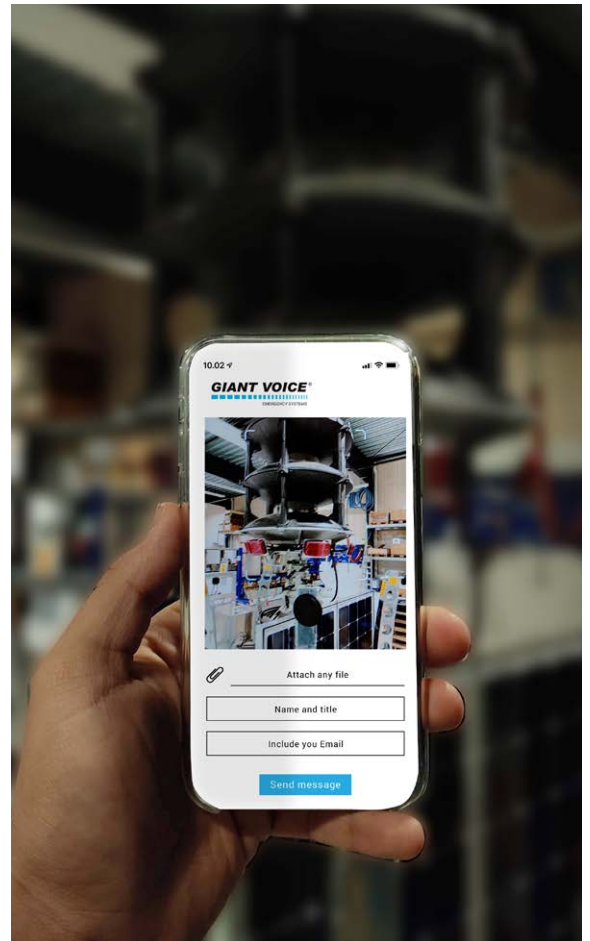 10.02
GIANT VOICE®
EMERGENCY SYSTEMS
Attach any file
Name and title
Include you Email
Send message